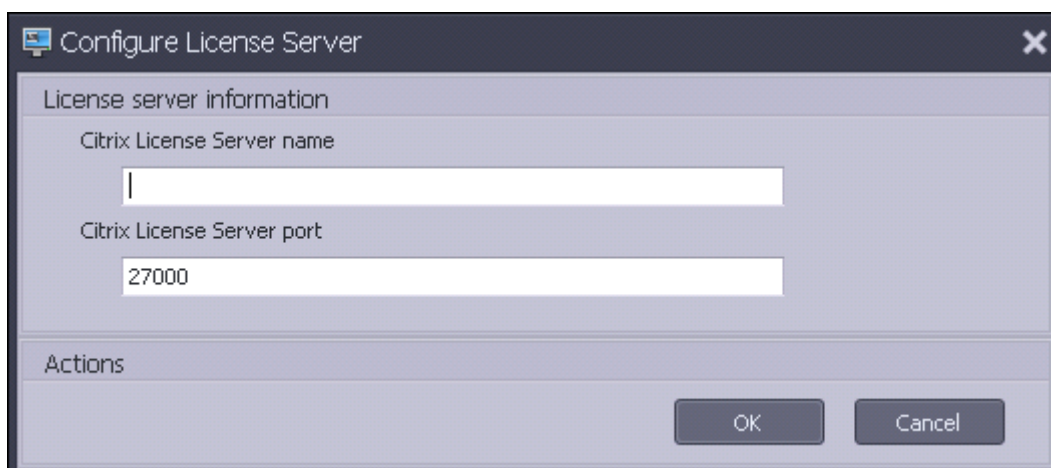 Configure License Server
License server information
Citrix License Server name
Citrix License Server port
27000
Actions
OK Cancel